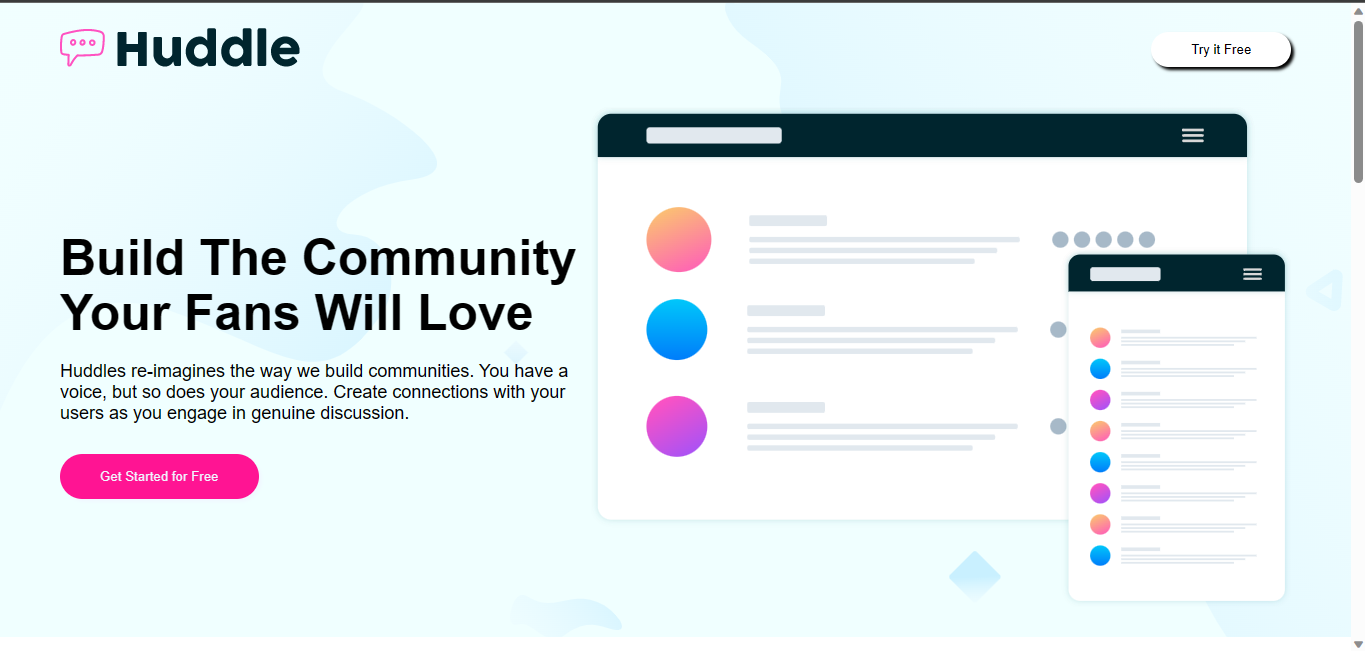 Huddle
Try it Free
Build The Community
Your Fans Will Love
Huddles re-imagines the way we build communities. You have a
voice, but so does your audience. Create connections with your
users as you engage in genuine discussion.
Get Started for Free